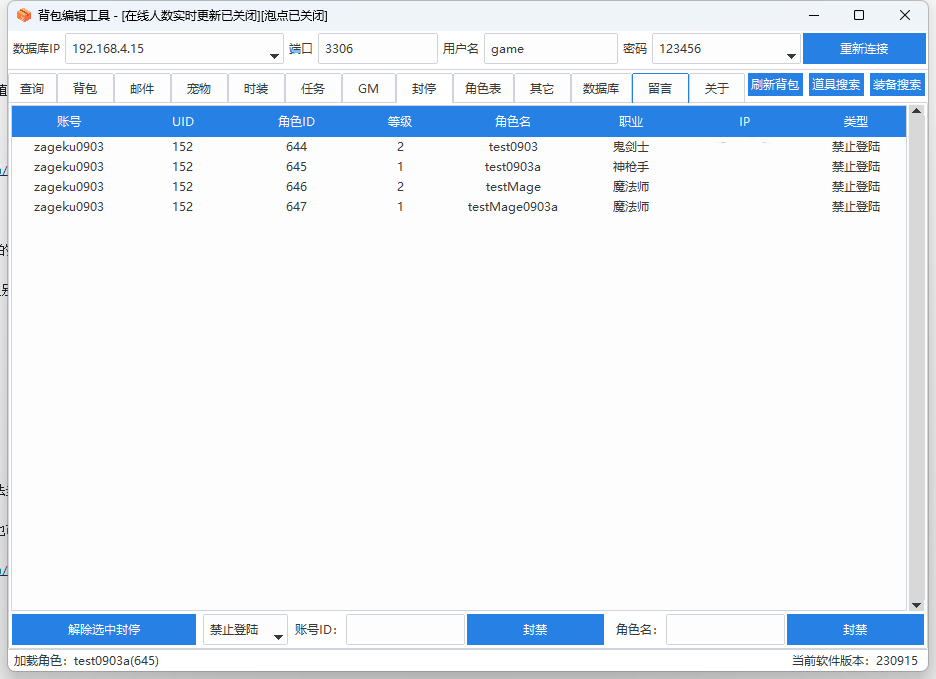 背包编辑工具 - [在线人数实时更新已关闭][泡点已关闭]
数据库IP 192.168.4.15 端口 3306 用户名 game 密码 123456 重新连接
查询 背包 邮件 宠物 时装 任务 GM 封停 角色表 其它 数据库 留言 关于 刷新背包 道具搜索 装备搜索
账号 UID 角色ID 等级 角色名 职业 IP 类型
zageku0903 152 644 2 test0903 鬼剑士 禁止登陆
zageku0903 152 645 1 test0903a 神枪手 禁止登陆
zageku0903 152 646 2 testMage 魔法师 禁止登陆
zageku0903 152 647 1 testMage0903a 魔法师 禁止登陆
解除选中封停 禁止登陆 账号ID: 封禁 角色名: 封禁
加载角色: test0903a(645) 当前软件版本: 230915